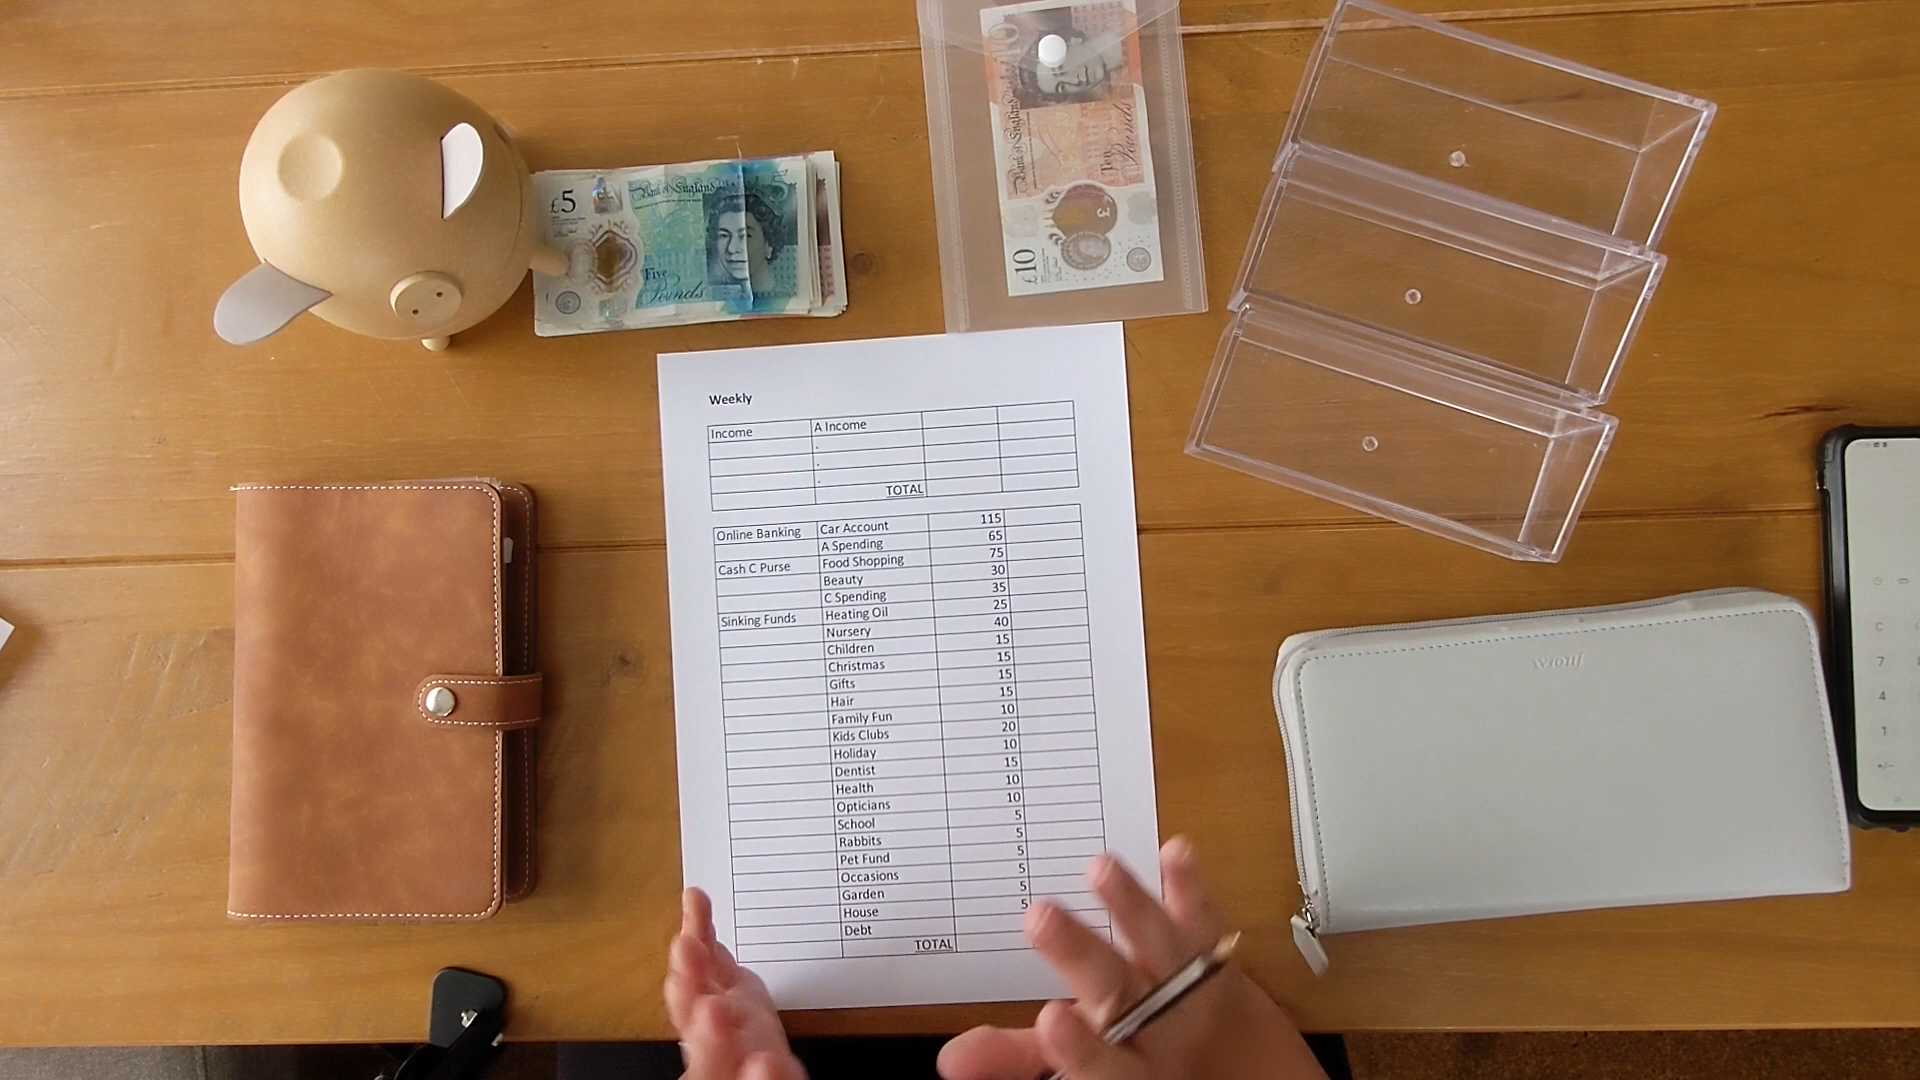 £5
Bank of England
Five
Pounds
Bank of England
Ten
Pounds
£10
Weekly
Income A Income
TOTAL
Online Banking Car Account 115
A Spending 65
Cash C Purse Food Shopping 75
Beauty 30
C Spending 35
Sinking Funds Heating Oil 25
Nursery 40
Children 15
Christmas 15
Gifts 15
Hair 15
Family Fun 10
Kids Clubs 20
Holiday 10
Dentist 15
Health 10
Opticians 10
School 5
Rabbits 5
Pet Fund 5
Occasions 5
Garden 5
House 5
Debt
TOTAL
C
7
4
1
+/-